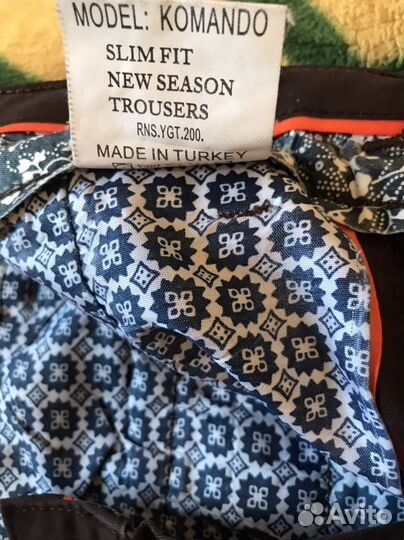 MODEL: KOMANDO
SLIM FIT
NEW SEASON
TROUSERS
RNS.YGT.200.
MADE IN TURKEY
Avito